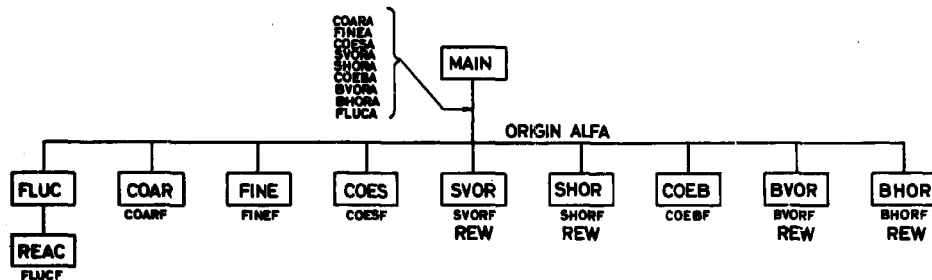 COARA
FINEA
COESA
SVORA
SHORA
COEBA
BVORA
BHORA
FLUCA
MAIN
ORIGIN ALFA
FLUC COAR FINE COES SVOR SHOR COEB BVOR BHOR
COARF FINEF COESF SVORF SHORF COEBF BVORF BHORF
REW REW REW REW
REAC
FLUCF